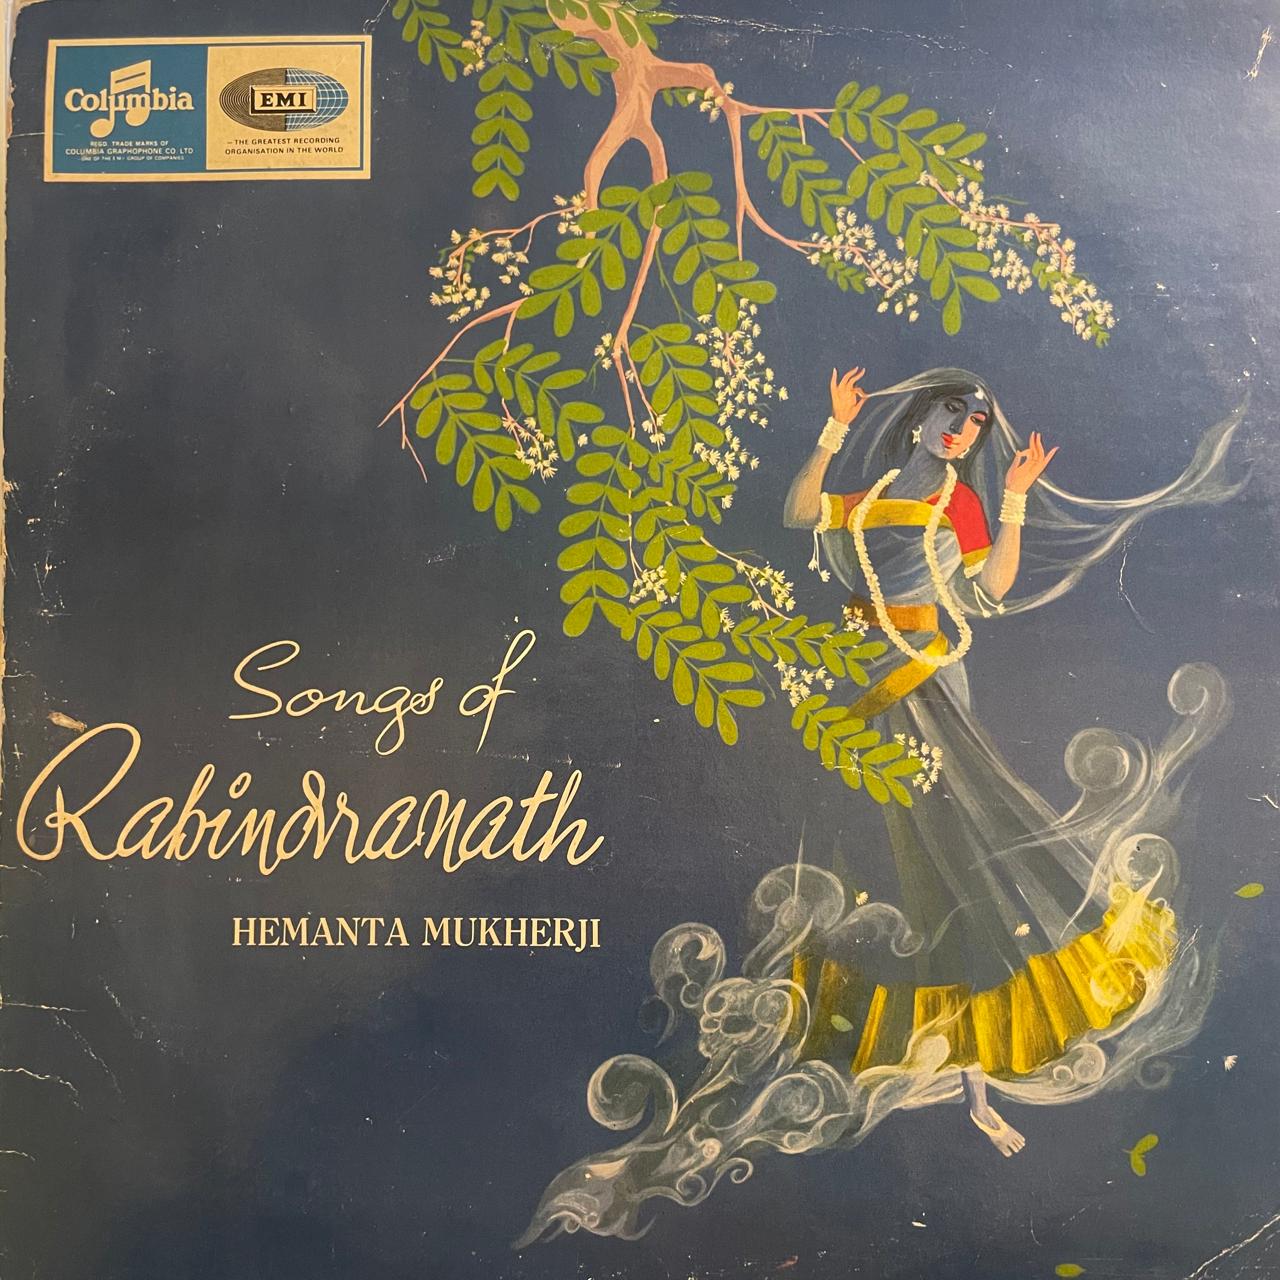 Columbia
REGD. TRADE MARKS OF
COLUMBIA GRAPHOPHONE CO LTD
-ONE OF THE E M I GROUP OF COMPANIES
EMI
— THE GREATEST RECORDING
ORGANISATION IN THE WORLD
Songs of
Rabindranath
HEMANTA MUKHERJI